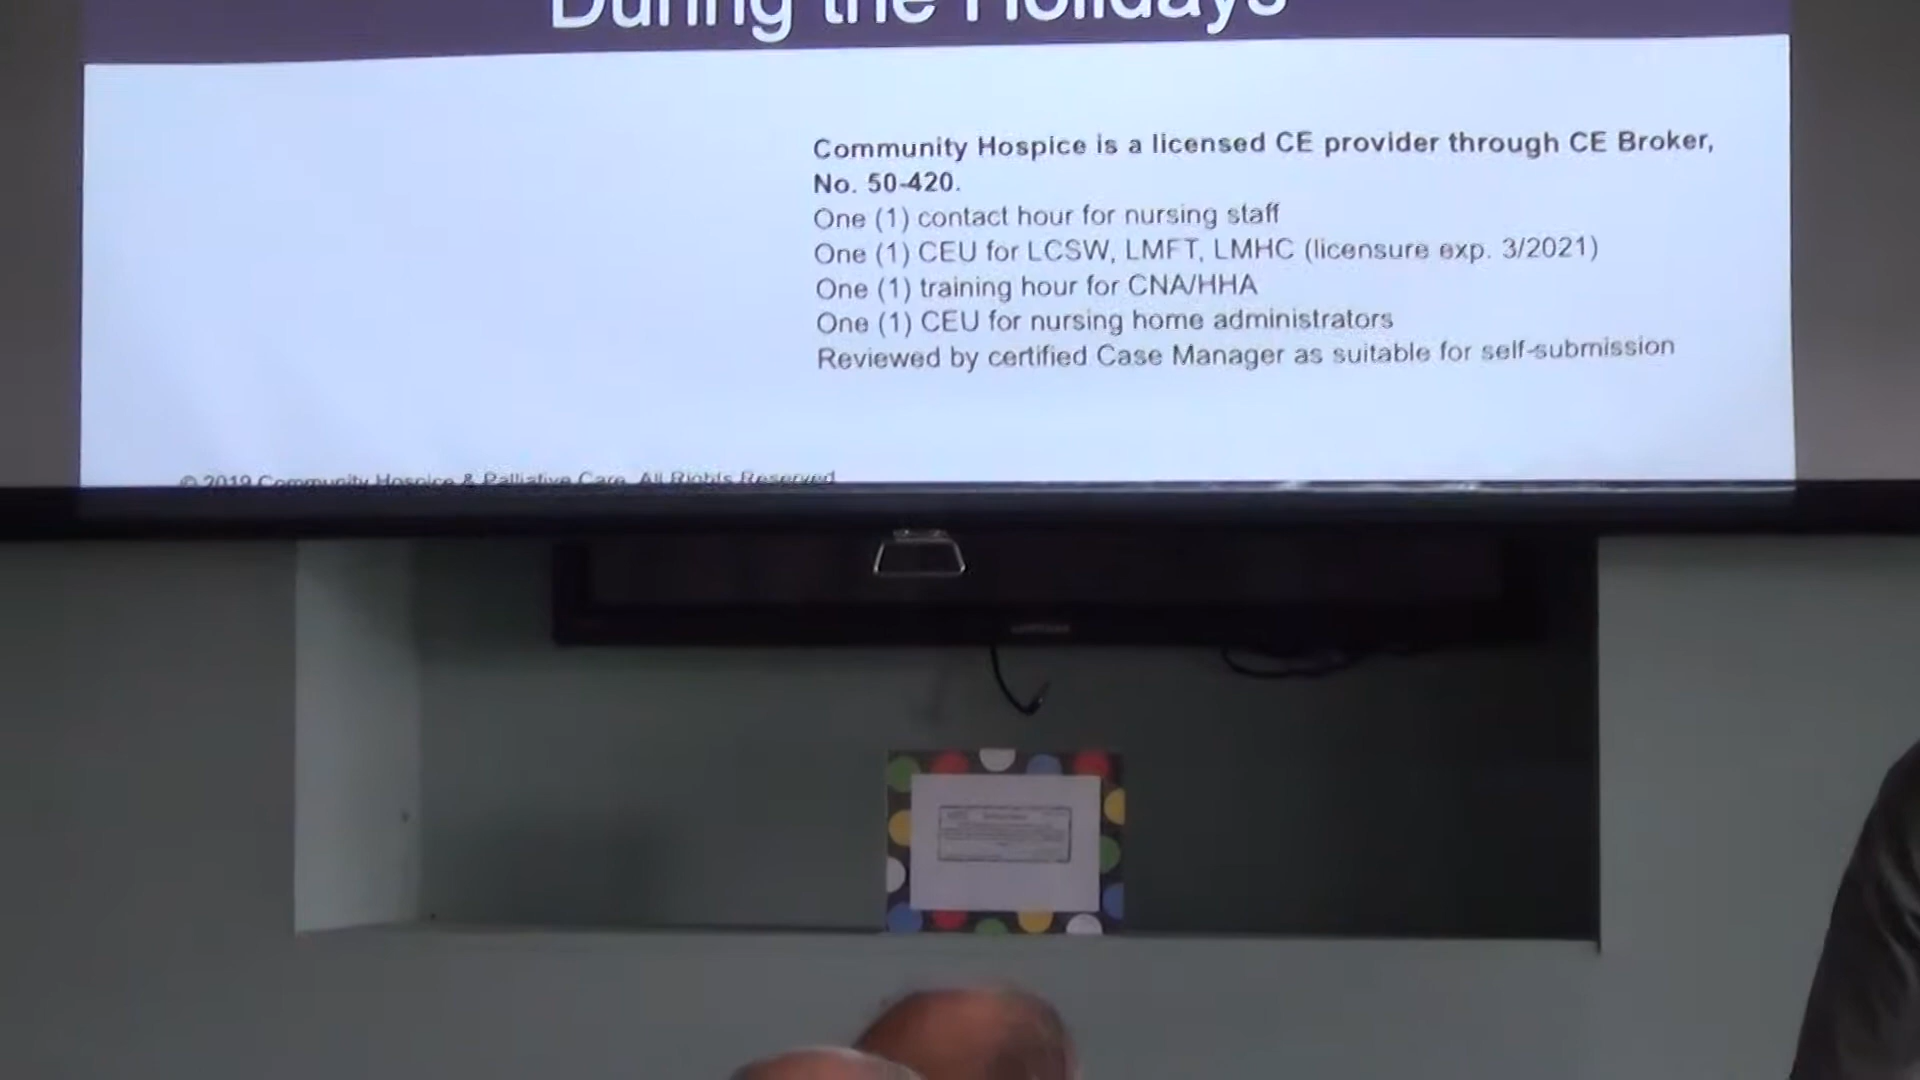 During the Holidays
Community Hospice is a licensed CE provider through CE Broker,
No. 50-420.
One (1) contact hour for nursing staff
One (1) CEU for LCSW, LMFT, LMHC (licensure exp. 3/2021)
One (1) training hour for CNA/HHA
One (1) CEU for nursing home administrators
Reviewed by certified Case Manager as suitable for self-submission
© 2019 Community Hospice & Palliative Care, All Rights Reserved